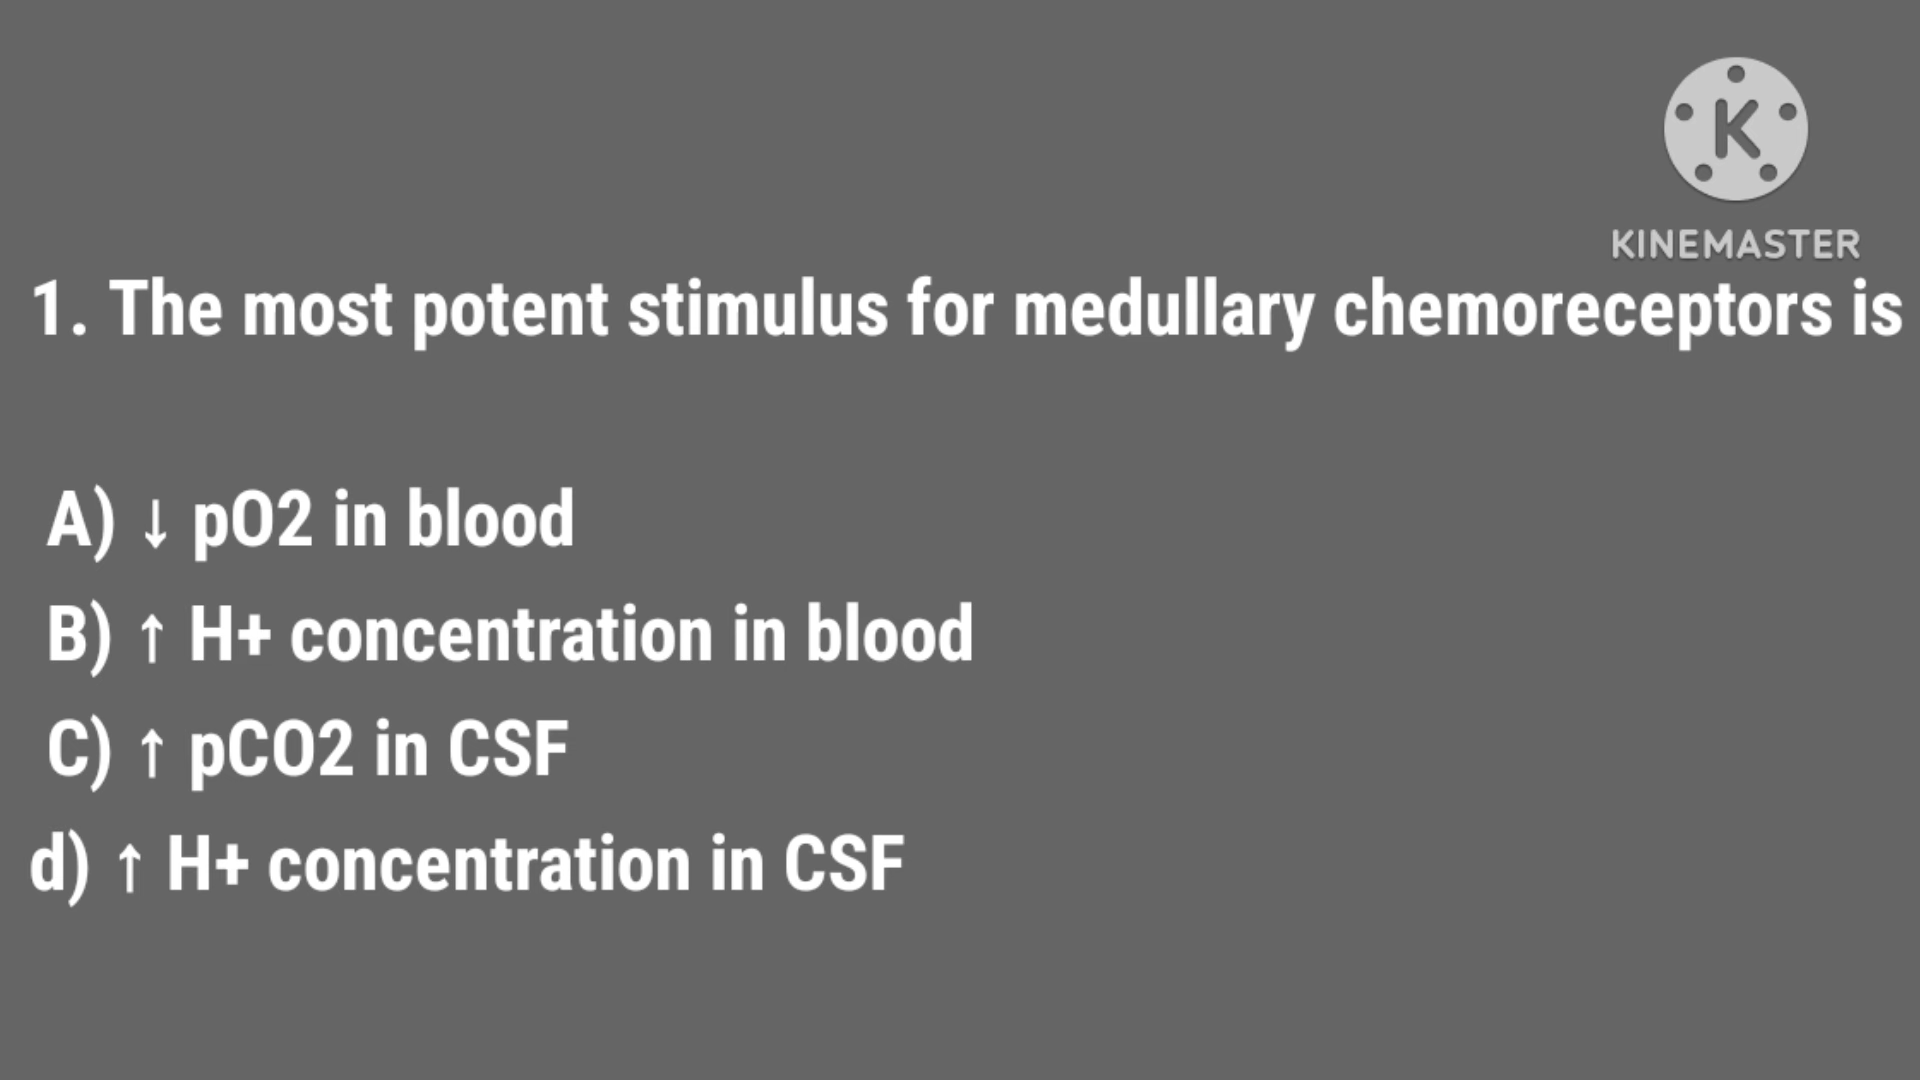 K
KINEMASTER
1. The most potent stimulus for medullary chemoreceptors is
A) ↓ pO2 in blood
B) ↑ H+ concentration in blood
C) ↑ pCO2 in CSF
d) ↑ H+ concentration in CSF